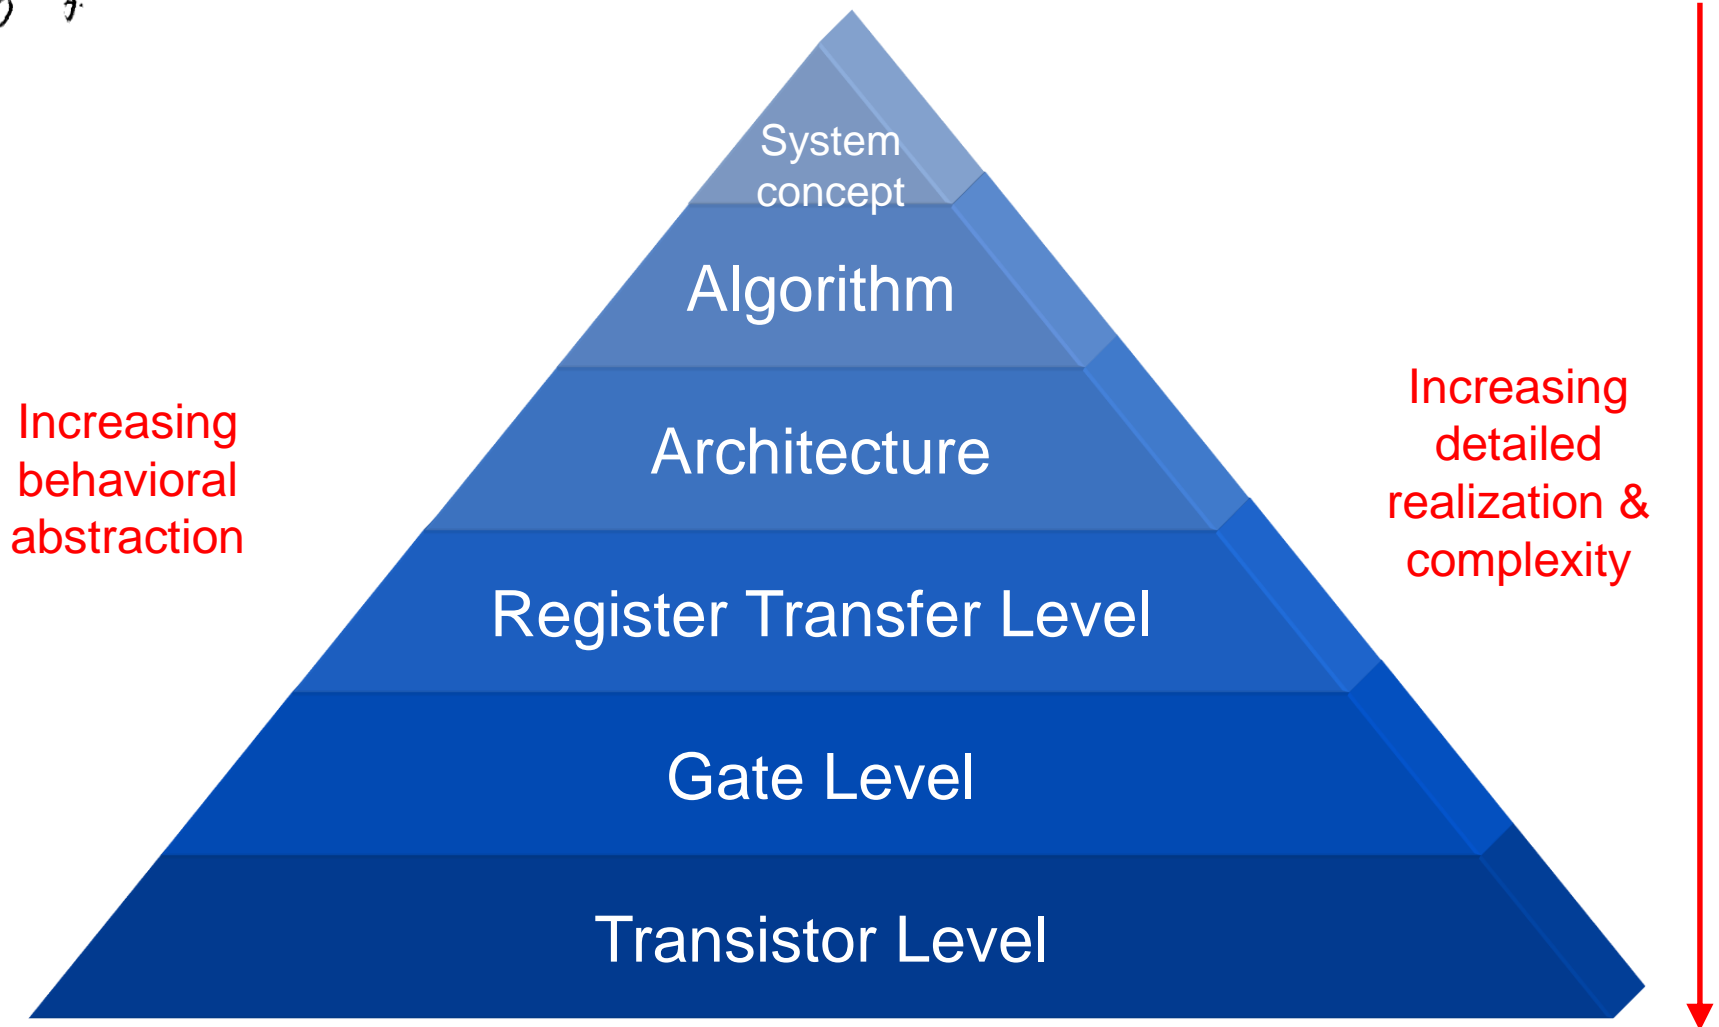 System
concept
Algorithm
Architecture
Register Transfer Level
Gate Level
Transistor Level
Increasing
behavioral
abstraction
Increasing
detailed
realization &
complexity